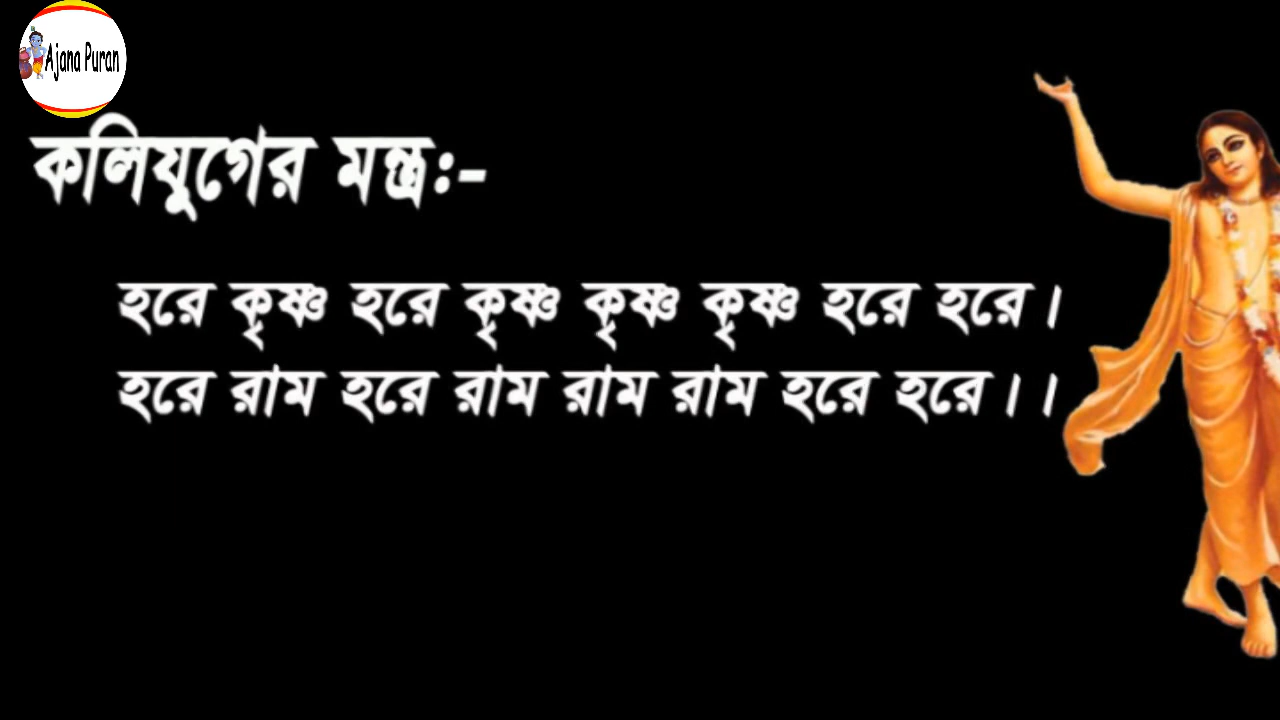 Ajana Puran
কলিযুগের মন্ত্রঃ-
হরে কৃষ্ণ হরে কৃষ্ণ কৃষ্ণ কৃষ্ণ হরে হরে।
হরে রাম হরে রাম রাম রাম হরে হরে।।